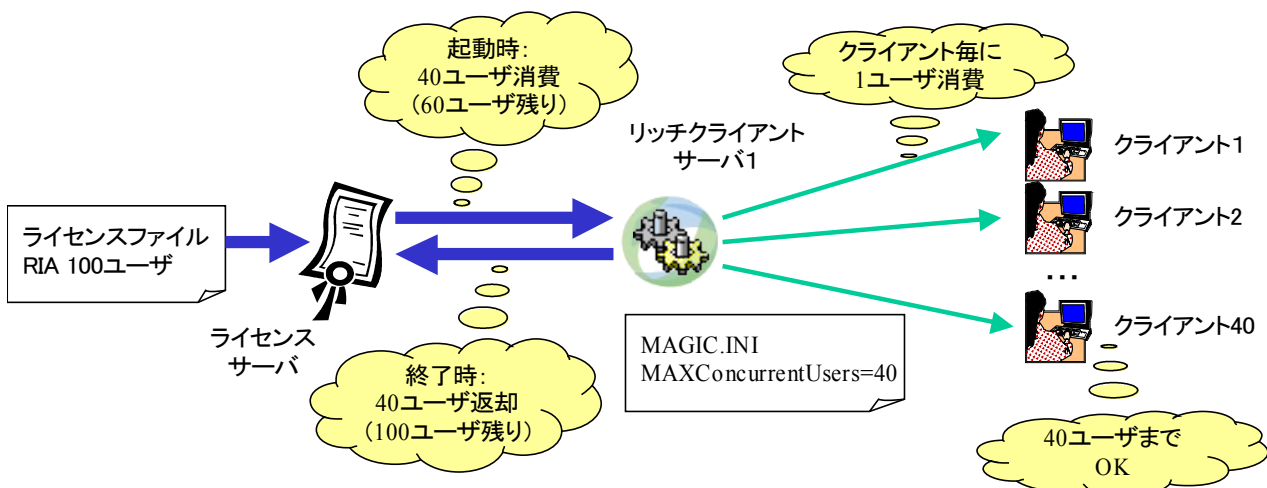 起動時:
40ユーザ消費
(60ユーザ残り)
クライアント毎に
1ユーザ消費
リッチクライアント
サーバ1
クライアント1
クライアント2
…
クライアント40
ライセンスファイル
RIA 100ユーザ
ライセンス
サーバ
MAGIC.INI
MAXConcurrentUsers=40
終了時:
40ユーザ返却
(100ユーザ残り)
40ユーザまで
OK